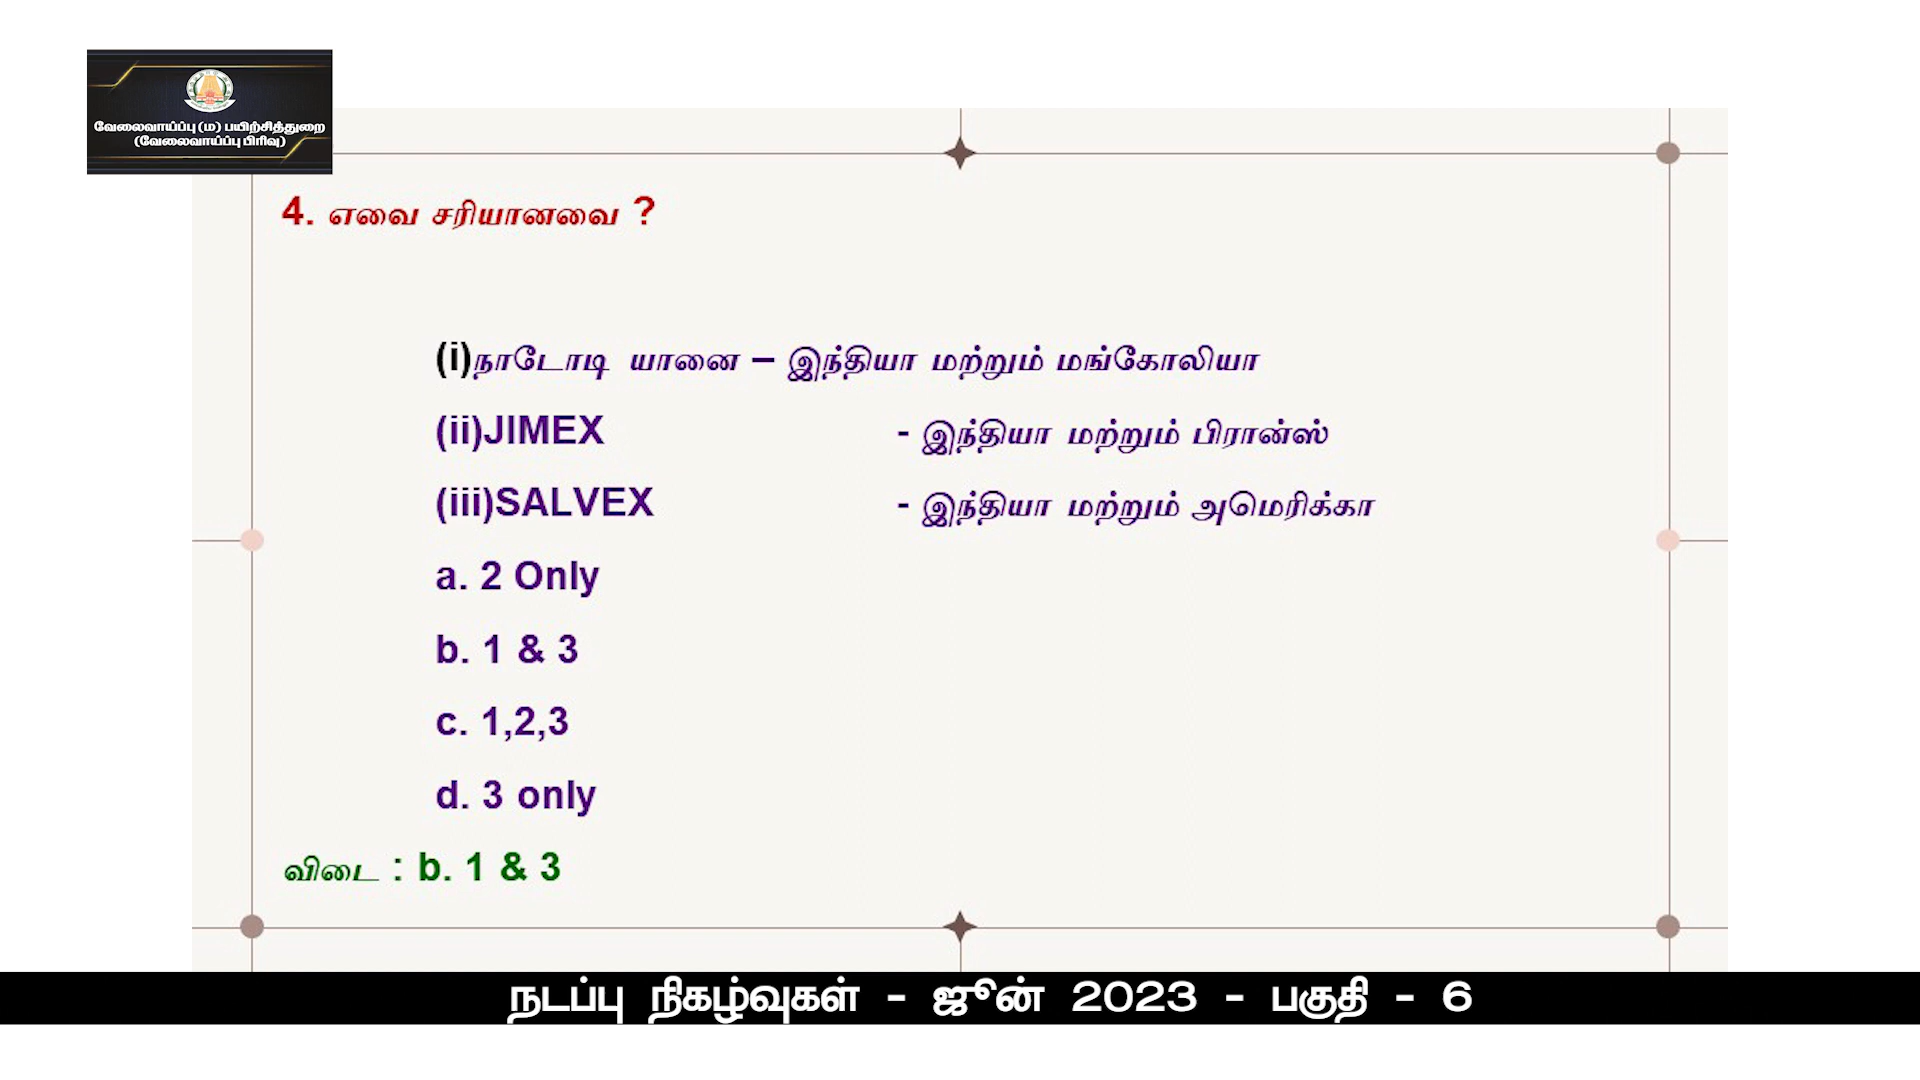 வேலைவாய்ப்பு (ம) பயிற்சித்துறை
(வேலைவாய்ப்பு பிரிவு)
4. எவை சரியானவை ?
(i)நாடோடி யானை – இந்தியா மற்றும் மங்கோலியா
(ii)JIMEX - இந்தியா மற்றும் பிரான்ஸ்
(iii)SALVEX - இந்தியா மற்றும் அமெரிக்கா
a. 2 Only
b. 1 & 3
c. 1,2,3
d. 3 only
விடை : b. 1 & 3
நடப்பு நிகழ்வுகள் - ஜூன் 2023 - பகுதி - 6